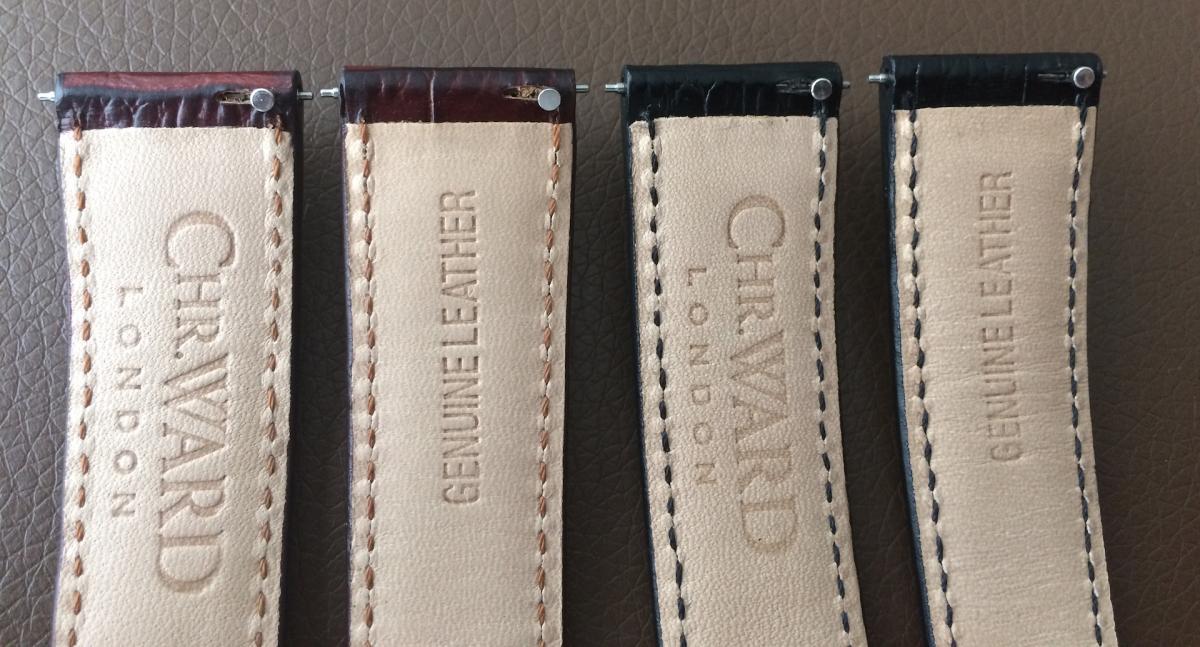 CHR.WARD
LONDON
GENUINE LEATHER
CHR.WARD
LONDON
GENUINE LEATHER